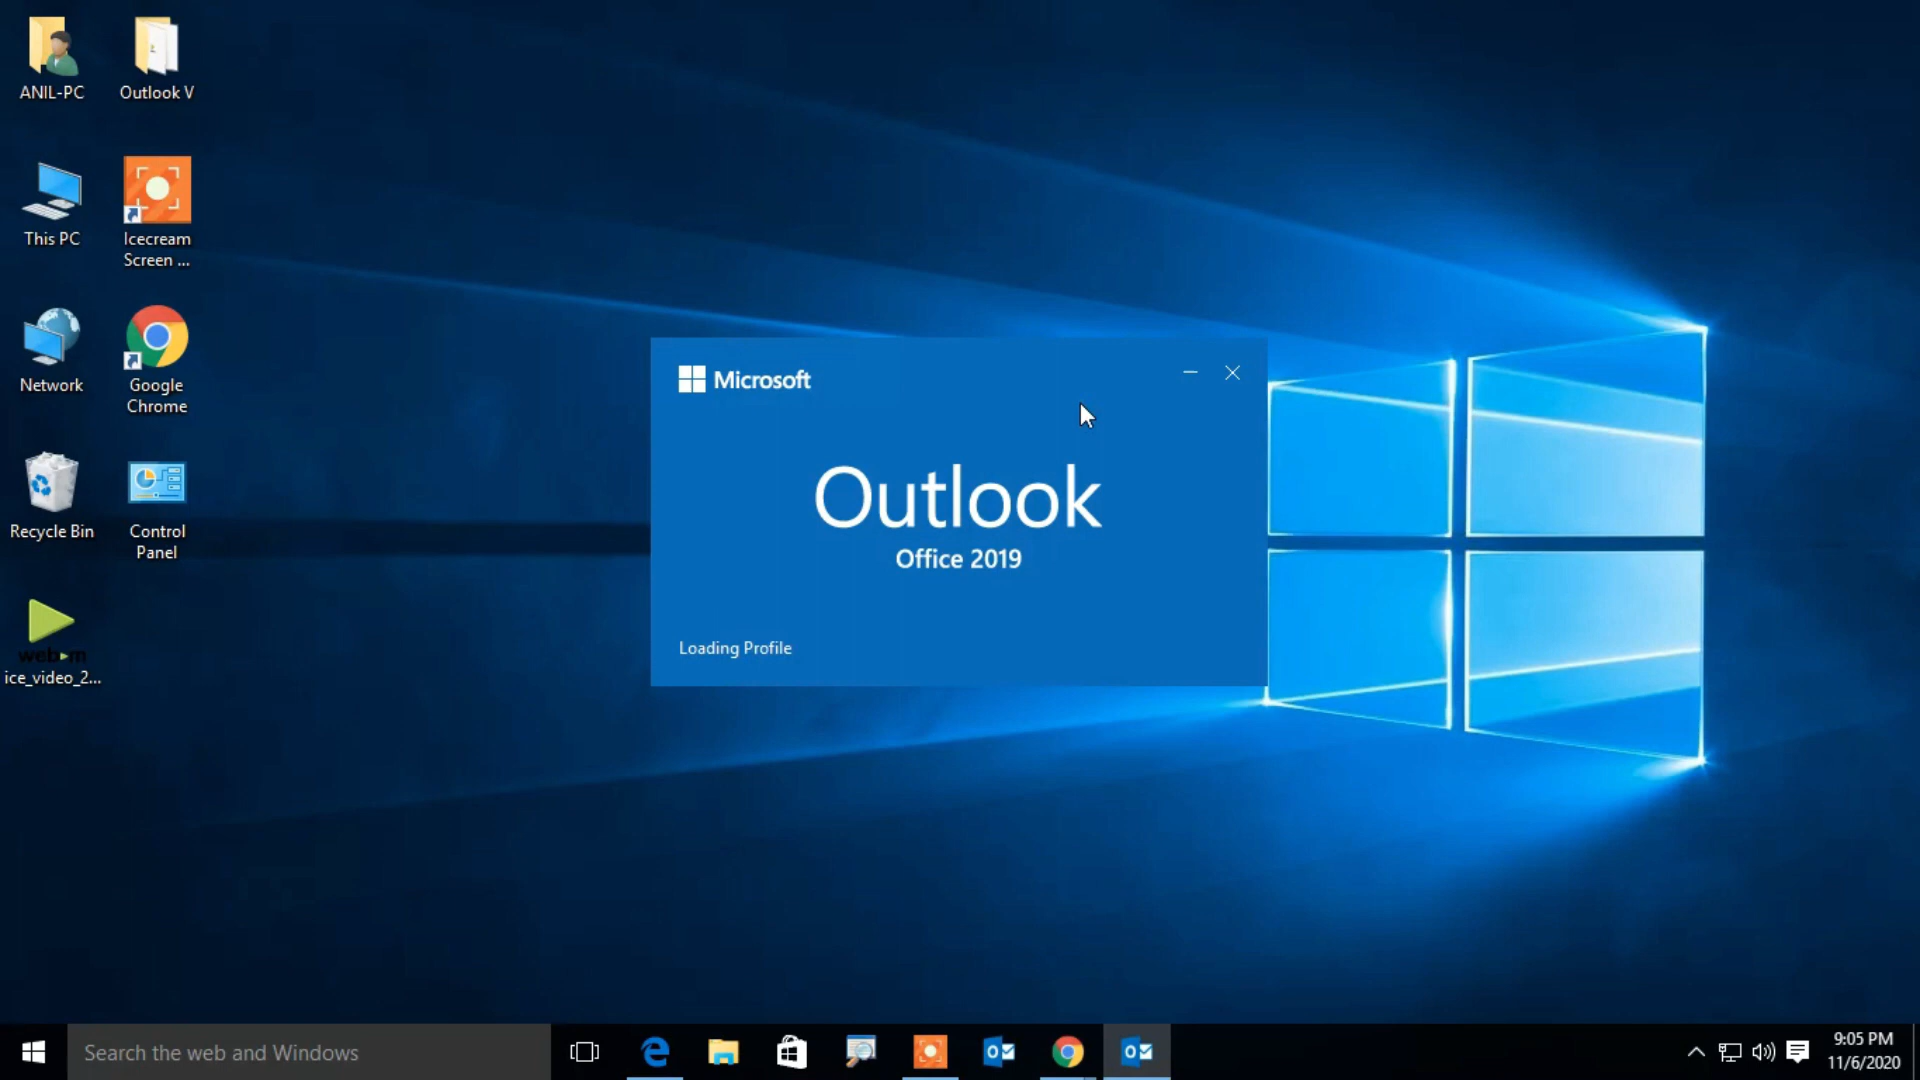 ANIL-PC
Outlook V
This PC
Icecream
Screen ...
Network
Google
Chrome
Recycle Bin
Control
Panel
webm
ice_video_2...
Microsoft
Outlook
Office 2019
Loading Profile
Search the web and Windows
9:05 PM
11/6/2020